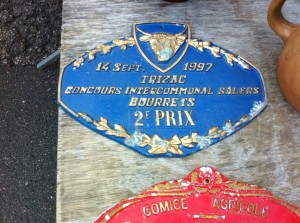 14 SEPT. 1997
TRIZAC
CONCOURS INTERCOMMUNAL SALERS
BOURRETS
2E PRIX
COMICE AGRICOLE